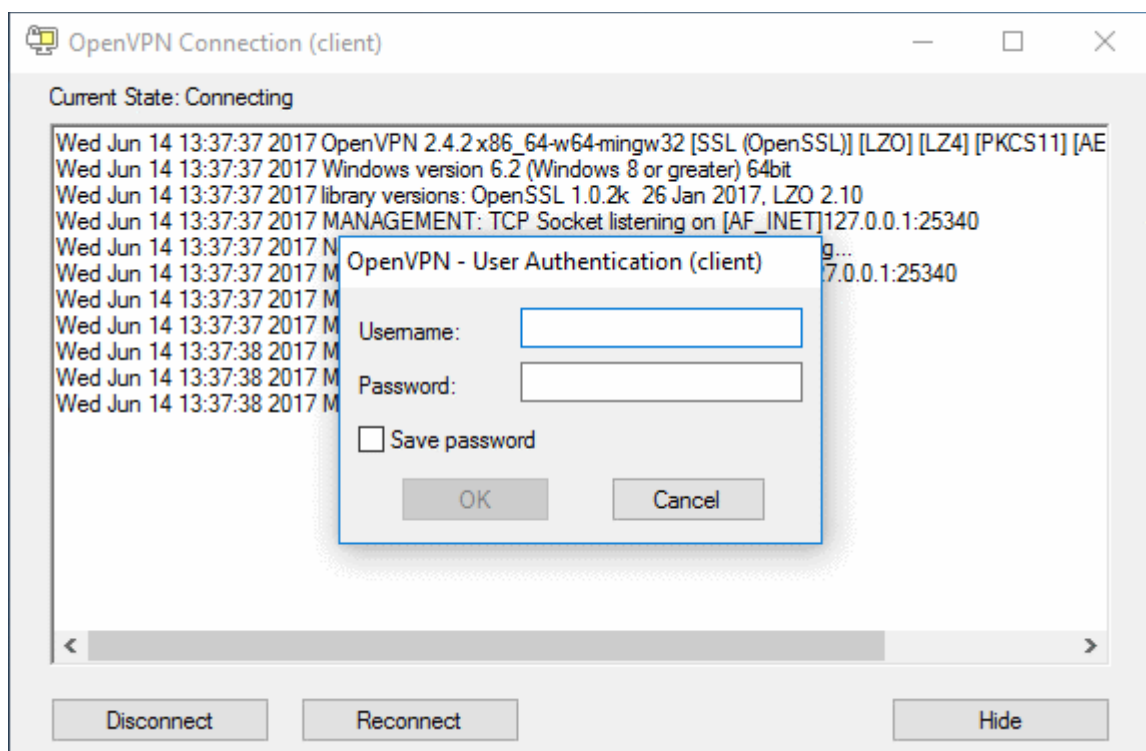 OpenVPN Connection (client)
Current State: Connecting
Wed Jun 14 13:37:37 2017 OpenVPN 2.4.2 x86_64-w64-mingw32 [SSL (OpenSSL)] [LZO] [LZ4] [PKCS11] [AE
Wed Jun 14 13:37:37 2017 Windows version 6.2 (Windows 8 or greater) 64bit
Wed Jun 14 13:37:37 2017 library versions: OpenSSL 1.0.2k 26 Jan 2017, LZO 2.10
Wed Jun 14 13:37:37 2017 MANAGEMENT: TCP Socket listening on [AF_INET]127.0.0.1:25340
Wed Jun 14 13:37:37 2017 N g...
Wed Jun 14 13:37:37 2017 M 27.0.0.1:25340
Wed Jun 14 13:37:37 2017 M
Wed Jun 14 13:37:37 2017 M
Wed Jun 14 13:37:38 2017 M
Wed Jun 14 13:37:38 2017 M
Wed Jun 14 13:37:38 2017 M
OpenVPN - User Authentication (client)
Username:
Password:
Save password
OK Cancel
Disconnect Reconnect Hide